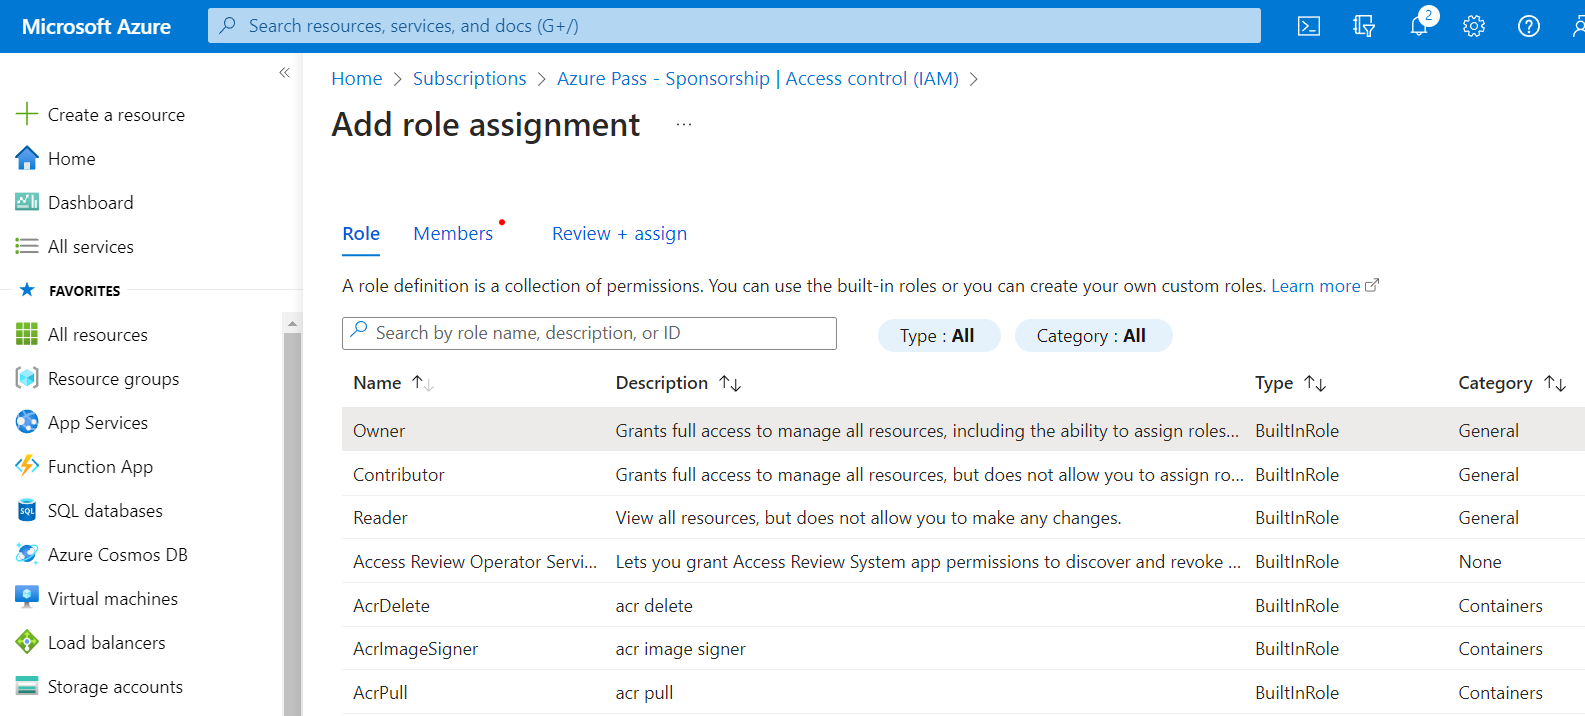 Microsoft Azure
Search resources, services, and docs (G+/)
2
«
Create a resource
Home
Dashboard
All services
FAVORITES
All resources
Resource groups
App Services
Function App
SQL
SQL databases
Azure Cosmos DB
Virtual machines
Load balancers
Storage accounts
Home > Subscriptions > Azure Pass - Sponsorship | Access control (IAM) >
Add role assignment ...
Role Members Review + assign
A role definition is a collection of permissions. You can use the built-in roles or you can create your own custom roles. Learn more
Search by role name, description, or ID Type : All Category : All
Name ↑↓ Description ↑↓ Type ↑↓ Category ↑↓
Owner Grants full access to manage all resources, including the ability to assign roles... BuiltInRole General
Contributor Grants full access to manage all resources, but does not allow you to assign ro... BuiltInRole General
Reader View all resources, but does not allow you to make any changes. BuiltInRole General
Access Review Operator Servi... Lets you grant Access Review System app permissions to discover and revoke ... BuiltInRole None
AcrDelete acr delete BuiltInRole Containers
AcrImageSigner acr image signer BuiltInRole Containers
AcrPull acr pull BuiltInRole Containers